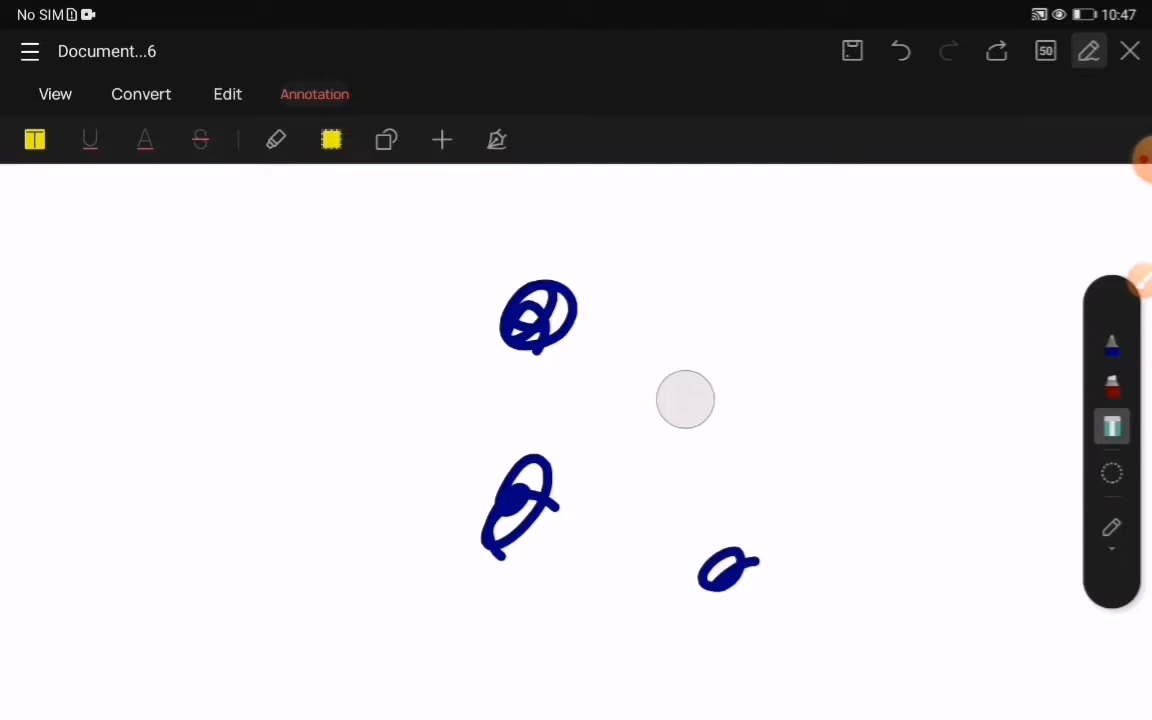 No SIM 10:47
Document...6 50
View Convert Edit Annotation
T U A S